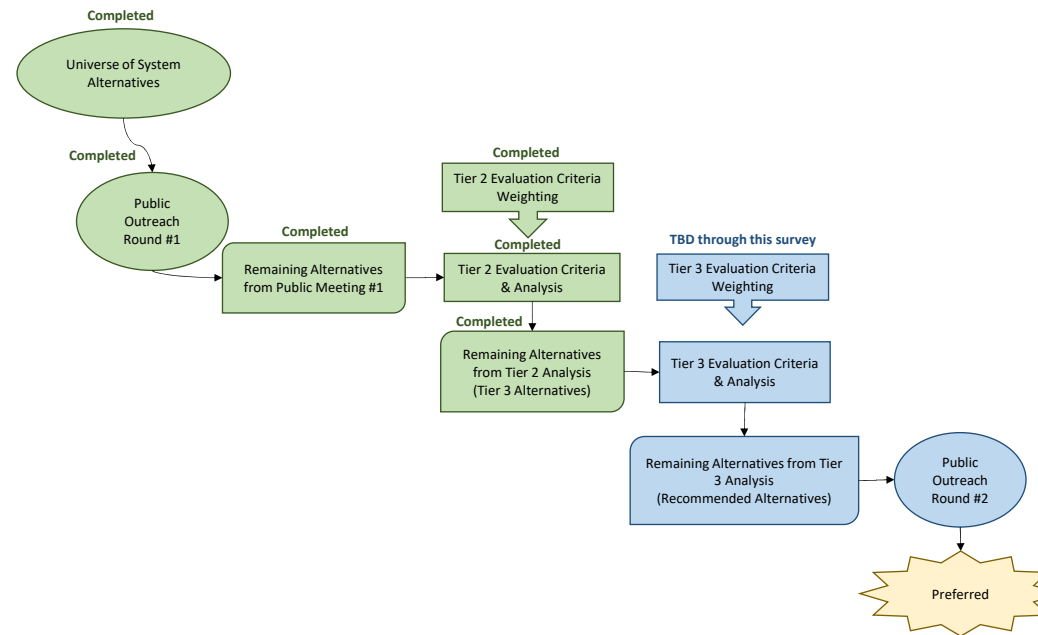 Completed
Universe of System
Alternatives
Completed
Public
Outreach
Round #1
Completed
Remaining Alternatives
from Public Meeting #1
Completed
Tier 2 Evaluation Criteria
Weighting
Completed
Tier 2 Evaluation Criteria
& Analysis
Completed
Remaining Alternatives
from Tier 2 Analysis
(Tier 3 Alternatives)
TBD through this survey
Tier 3 Evaluation Criteria
Weighting
Tier 3 Evaluation Criteria
& Analysis
Remaining Alternatives from Tier
3 Analysis
(Recommended Alternatives)
Public
Outreach
Round #2
Preferred